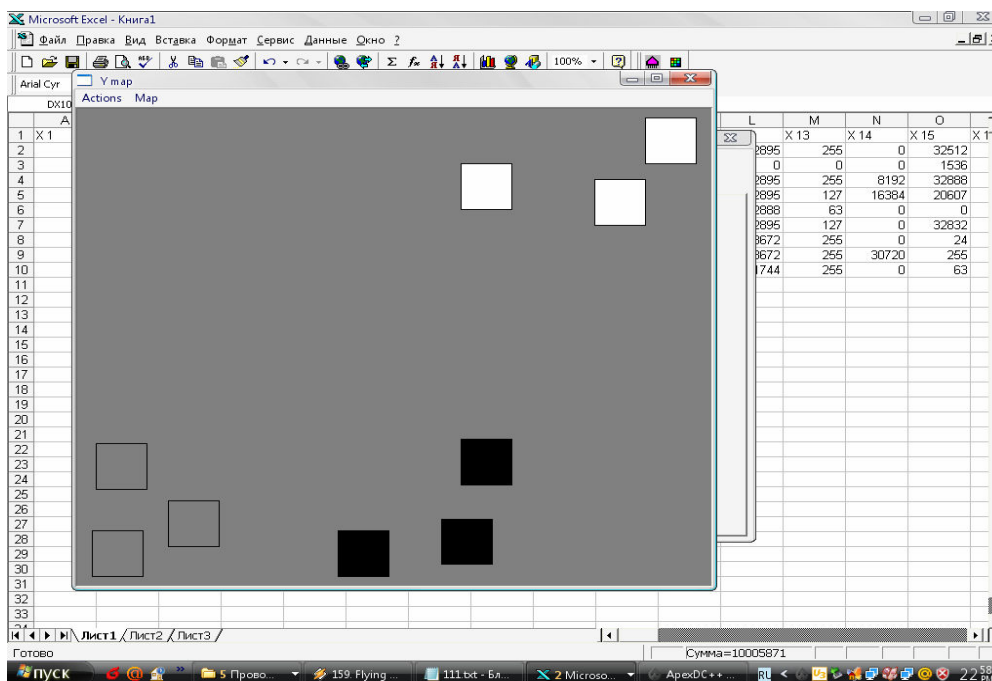 Microsoft Excel - Книга1
Файл Правка Вид Вставка Формат Сервис Данные Окно ?
100%
Arial Cyr
Y map
DX10
Actions Map
A L M N O
1 X 1 X 13 X 14 X 15
2 2895 255 0 32512
3 0 0 0 1536
4 2895 255 8192 32888
5 2895 127 16384 20607
6 2888 63 0 0
7 2895 127 0 32832
8 3672 255 0 24
9 3672 255 30720 255
10 1744 255 0 63
11
12
13
14
15
16
17
18
19
20
21
22
23
24
25
26
27
28
29
30
31
32
33
Лист1 Лист2 Лист3
Готово Сумма=10005871
пуск 5 Прово... 159. Flying 111.txt - Бл... 2 Microso... ApexDC++ ... RU 22:58